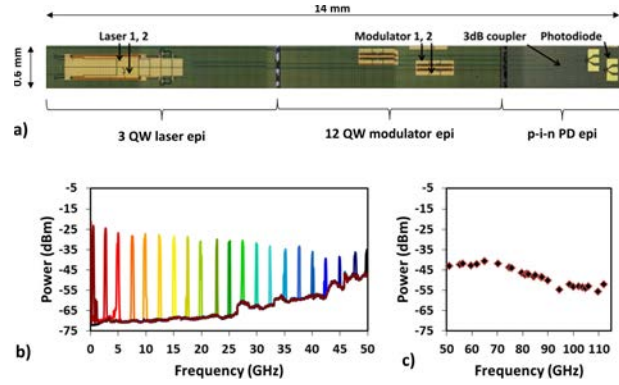 14 mm
Laser 1, 2
Modulator 1, 2
3dB coupler
Photodiode
0.6 mm
a)
3 QW laser epi
12 QW modulator epi
p-i-n PD epi
-5
-15
-25
-35
-45
-55
-65
-75
Power (dBm)
0 5 10 15 20 25 30 35 40 45 50
Frequency (GHz)
b)
-5
-15
-25
-35
-45
-55
-65
-75
Power (dBm)
50 60 70 80 90 100 110
Frequency (GHz)
c)